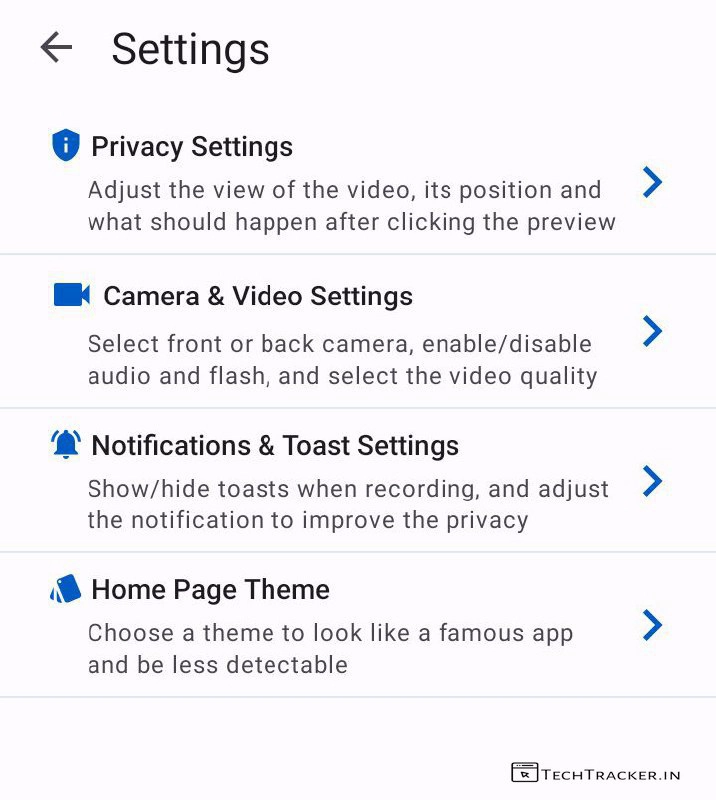 Settings
Privacy Settings
Adjust the view of the video, its position and
what should happen after clicking the preview
Camera & Video Settings
Select front or back camera, enable/disable
audio and flash, and select the video quality
Notifications & Toast Settings
Show/hide toasts when recording, and adjust
the notification to improve the privacy
Home Page Theme
Choose a theme to look like a famous app
and be less detectable
TECHTRACKER.IN